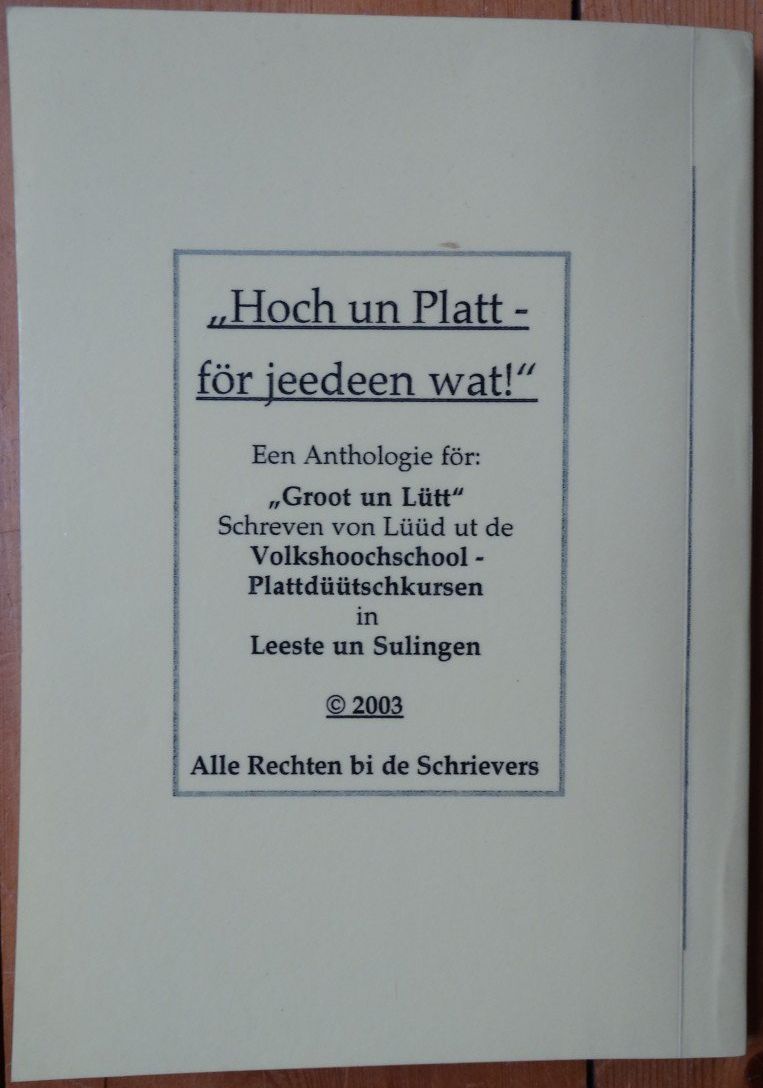 „Hoch un Platt -
för jeedeen wat!“
Een Anthologie för:
„Groot un Lütt“
Schreven von Lüüd ut de
Volkshoochschool -
Plattdüütschkursen
in
Leeste un Sulingen
© 2003
Alle Rechten bi de Schrievers